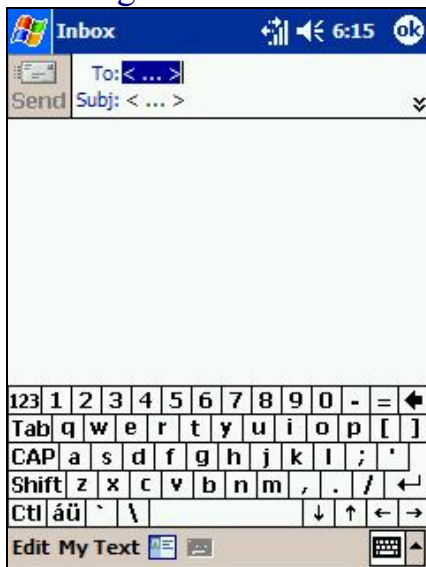 Inbox 6:15 ok
To: < ... >
Send Subj: < ... >
123 1 2 3 4 5 6 7 8 9 0 - =
Tab q w e r t y u i o p [ ]
CAP a s d f g h j k l ; '
Shift z x c v b n m , . /
Ctl áü ` \ ↓ ↑ ← →
Edit My Text